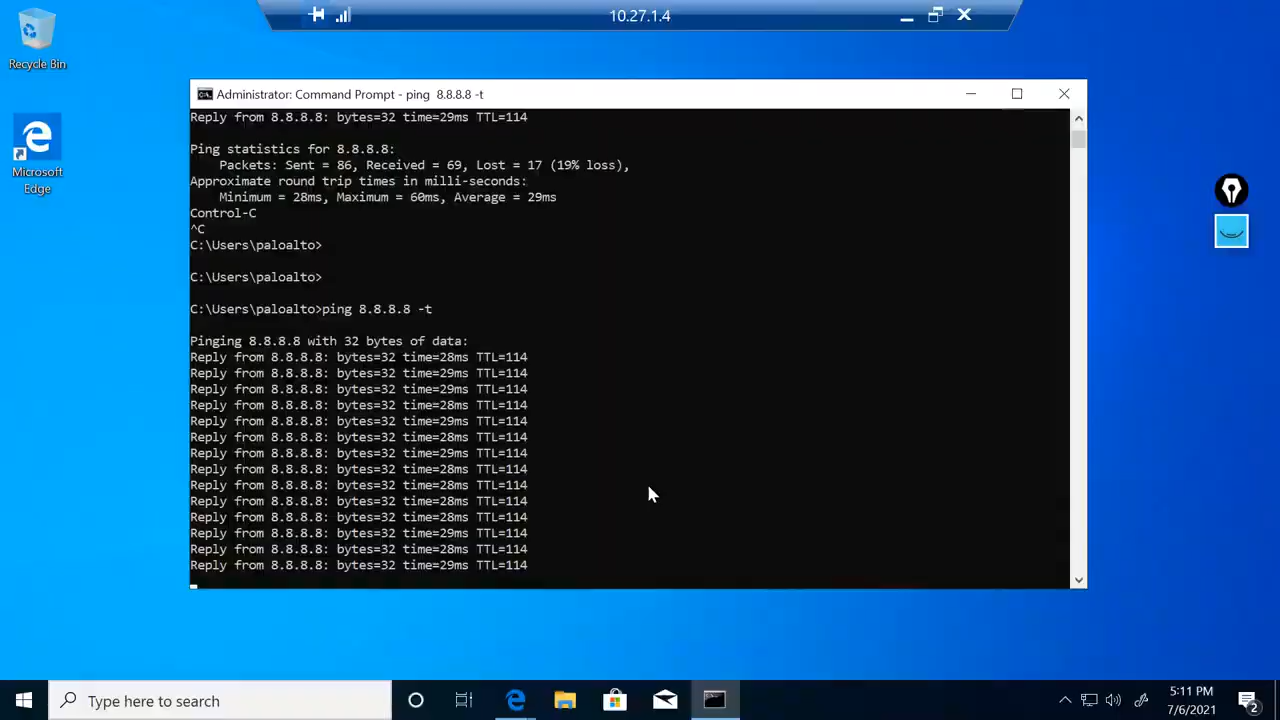 10.27.1.4
Recycle Bin
Microsoft
Edge
Administrator: Command Prompt - ping  8.8.8.8 -t
Reply from 8.8.8.8: bytes=32 time=29ms TTL=114
Ping statistics for 8.8.8.8:
    Packets: Sent = 86, Received = 69, Lost = 17 (19% loss),
Approximate round trip times in milli-seconds:
    Minimum = 28ms, Maximum = 60ms, Average = 29ms
Control-C
^C
C:\Users\paloalto>
C:\Users\paloalto>
C:\Users\paloalto>ping 8.8.8.8 -t
Pinging 8.8.8.8 with 32 bytes of data:
Reply from 8.8.8.8: bytes=32 time=28ms TTL=114
Reply from 8.8.8.8: bytes=32 time=29ms TTL=114
Reply from 8.8.8.8: bytes=32 time=29ms TTL=114
Reply from 8.8.8.8: bytes=32 time=28ms TTL=114
Reply from 8.8.8.8: bytes=32 time=29ms TTL=114
Reply from 8.8.8.8: bytes=32 time=28ms TTL=114
Reply from 8.8.8.8: bytes=32 time=29ms TTL=114
Reply from 8.8.8.8: bytes=32 time=28ms TTL=114
Reply from 8.8.8.8: bytes=32 time=28ms TTL=114
Reply from 8.8.8.8: bytes=32 time=28ms TTL=114
Reply from 8.8.8.8: bytes=32 time=28ms TTL=114
Reply from 8.8.8.8: bytes=32 time=29ms TTL=114
Reply from 8.8.8.8: bytes=32 time=28ms TTL=114
Reply from 8.8.8.8: bytes=32 time=29ms TTL=114
Type here to search
5:11 PM
7/6/2021
2